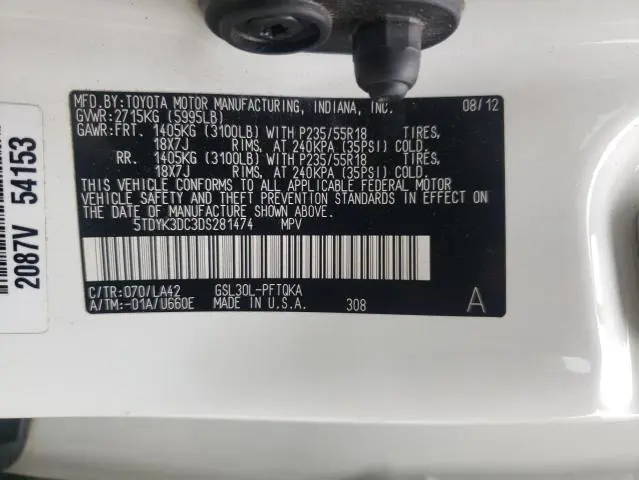 MFD.BY:TOYOTA MOTOR MANUFACTURING, INDIANA, INC. 08/12
GVWR:2715KG (5995LB)
GAWR:FRT. 1405KG (3100LB) WITH P235/55R18 TIRES,
18X7J RIMS, AT 240KPA (35PSI) COLD.
RR. 1405KG (3100LB) WITH P235/55R18 TIRES,
18X7J RIMS, AT 240KPA (35PSI) COLD.
THIS VEHICLE CONFORMS TO ALL APPLICABLE FEDERAL MOTOR
VEHICLE SAFETY AND THEFT PREVENTION STANDARDS IN EFFECT ON
THE DATE OF MANUFACTURE SHOWN ABOVE.
5TDYK3DC3DS281474 MPV
C/TR:070/LA42 GSL30L-PFTQKA
A/TM:-01A/U660E MADE IN U.S.A. 308 A
2087V 54153